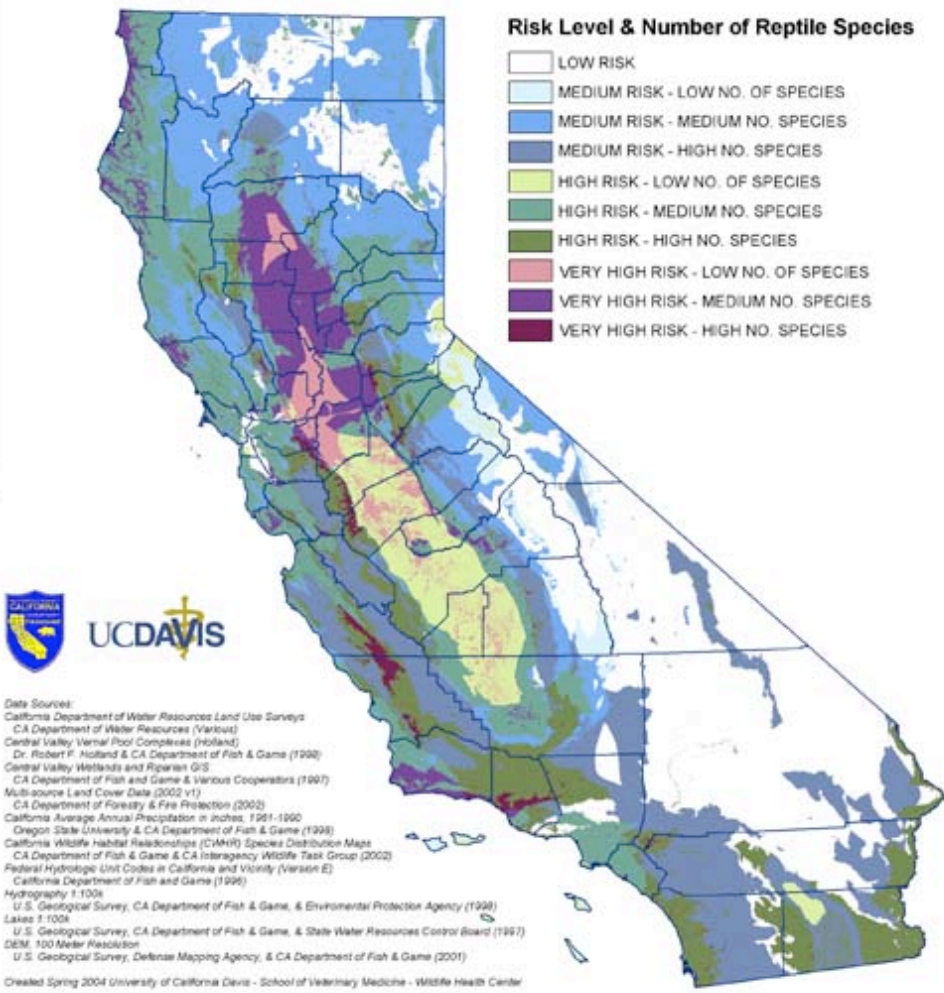 Risk Level & Number of Reptile Species
LOW RISK
MEDIUM RISK - LOW NO. OF SPECIES
MEDIUM RISK - MEDIUM NO. SPECIES
MEDIUM RISK - HIGH NO. SPECIES
HIGH RISK - LOW NO. OF SPECIES
HIGH RISK - MEDIUM NO. SPECIES
HIGH RISK - HIGH NO. SPECIES
VERY HIGH RISK - LOW NO. OF SPECIES
VERY HIGH RISK - MEDIUM NO. SPECIES
VERY HIGH RISK - HIGH NO. SPECIES
CALIFORNIA
UCDAVIS
Data Sources:
California Department of Water Resources Land Use Surveys
CA Department of Water Resources (Various)
Central Valley Vernal Pool Complexes (Holland)
Dr. Robert F. Holland & CA Department of Fish & Game (1998)
Central Valley Wetlands and Riparian GIS
CA Department of Fish and Game & Various Cooperators (1997)
Multi-source Land Cover Data (2002 v1)
CA Department of Forestry & Fire Protection (2002)
California Average Annual Precipitation in inches, 1961-1990
Oregon State University & CA Department of Fish & Game (1998)
California Wildlife Habitat Relationships (CWHR) Species Distribution Maps
CA Department of Fish & Game & CA Interagency Wildlife Task Group (2002)
Federal Hydrologic Unit Codes in California and Vicinity (Version E)
California Department of Fish and Game (1996)
Hydrography 1:100k
U.S. Geological Survey, CA Department of Fish & Game, & Enviromental Protection Agency (1998)
Lakes 1:100k
U.S. Geological Survey, CA Department of Fish & Game, & State Water Resources Control Board (1997)
DEM, 100 Meter Resolution
U.S. Geological Survey, Defense Mapping Agency, & CA Department of Fish & Game (2001)
Created Spring 2004 University of California Davis - School of Veterinary Medicine - Wildlife Health Center